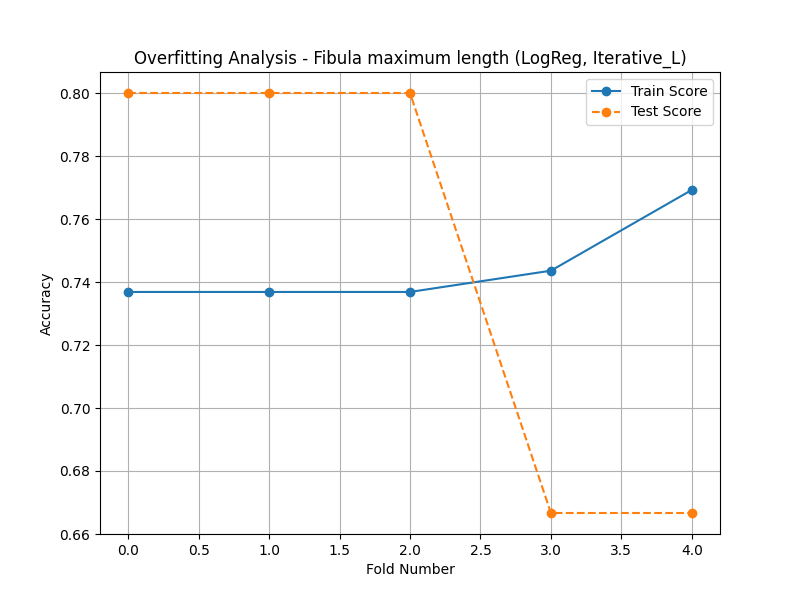 Overfitting Analysis - Fibula maximum length (LogReg, Iterative_L)
Train Score
Test Score
Accuracy
0.80
0.78
0.76
0.74
0.72
0.70
0.68
0.66
0.0 0.5 1.0 1.5 2.0 2.5 3.0 3.5 4.0
Fold Number